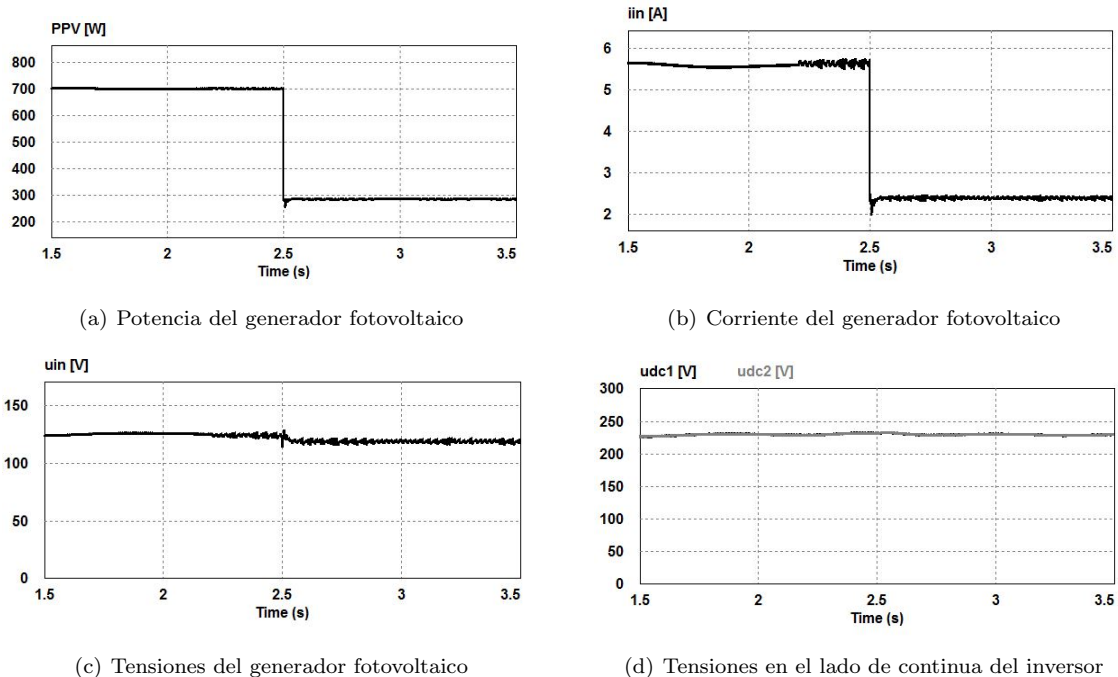 PPV [W]
800
700
600
500
400
300
200
1.5 2 2.5 3 3.5
Time (s)
(a) Potencia del generador fotovoltaico
iin [A]
6
5
4
3
2
1.5 2 2.5 3 3.5
Time (s)
(b) Corriente del generador fotovoltaico
uin [V]
150
100
50
0
1.5 2 2.5 3 3.5
Time (s)
(c) Tensiones del generador fotovoltaico
udc1 [V] udc2 [V]
300
250
200
150
100
50
0
1.5 2 2.5 3 3.5
Time (s)
(d) Tensiones en el lado de continua del inversor